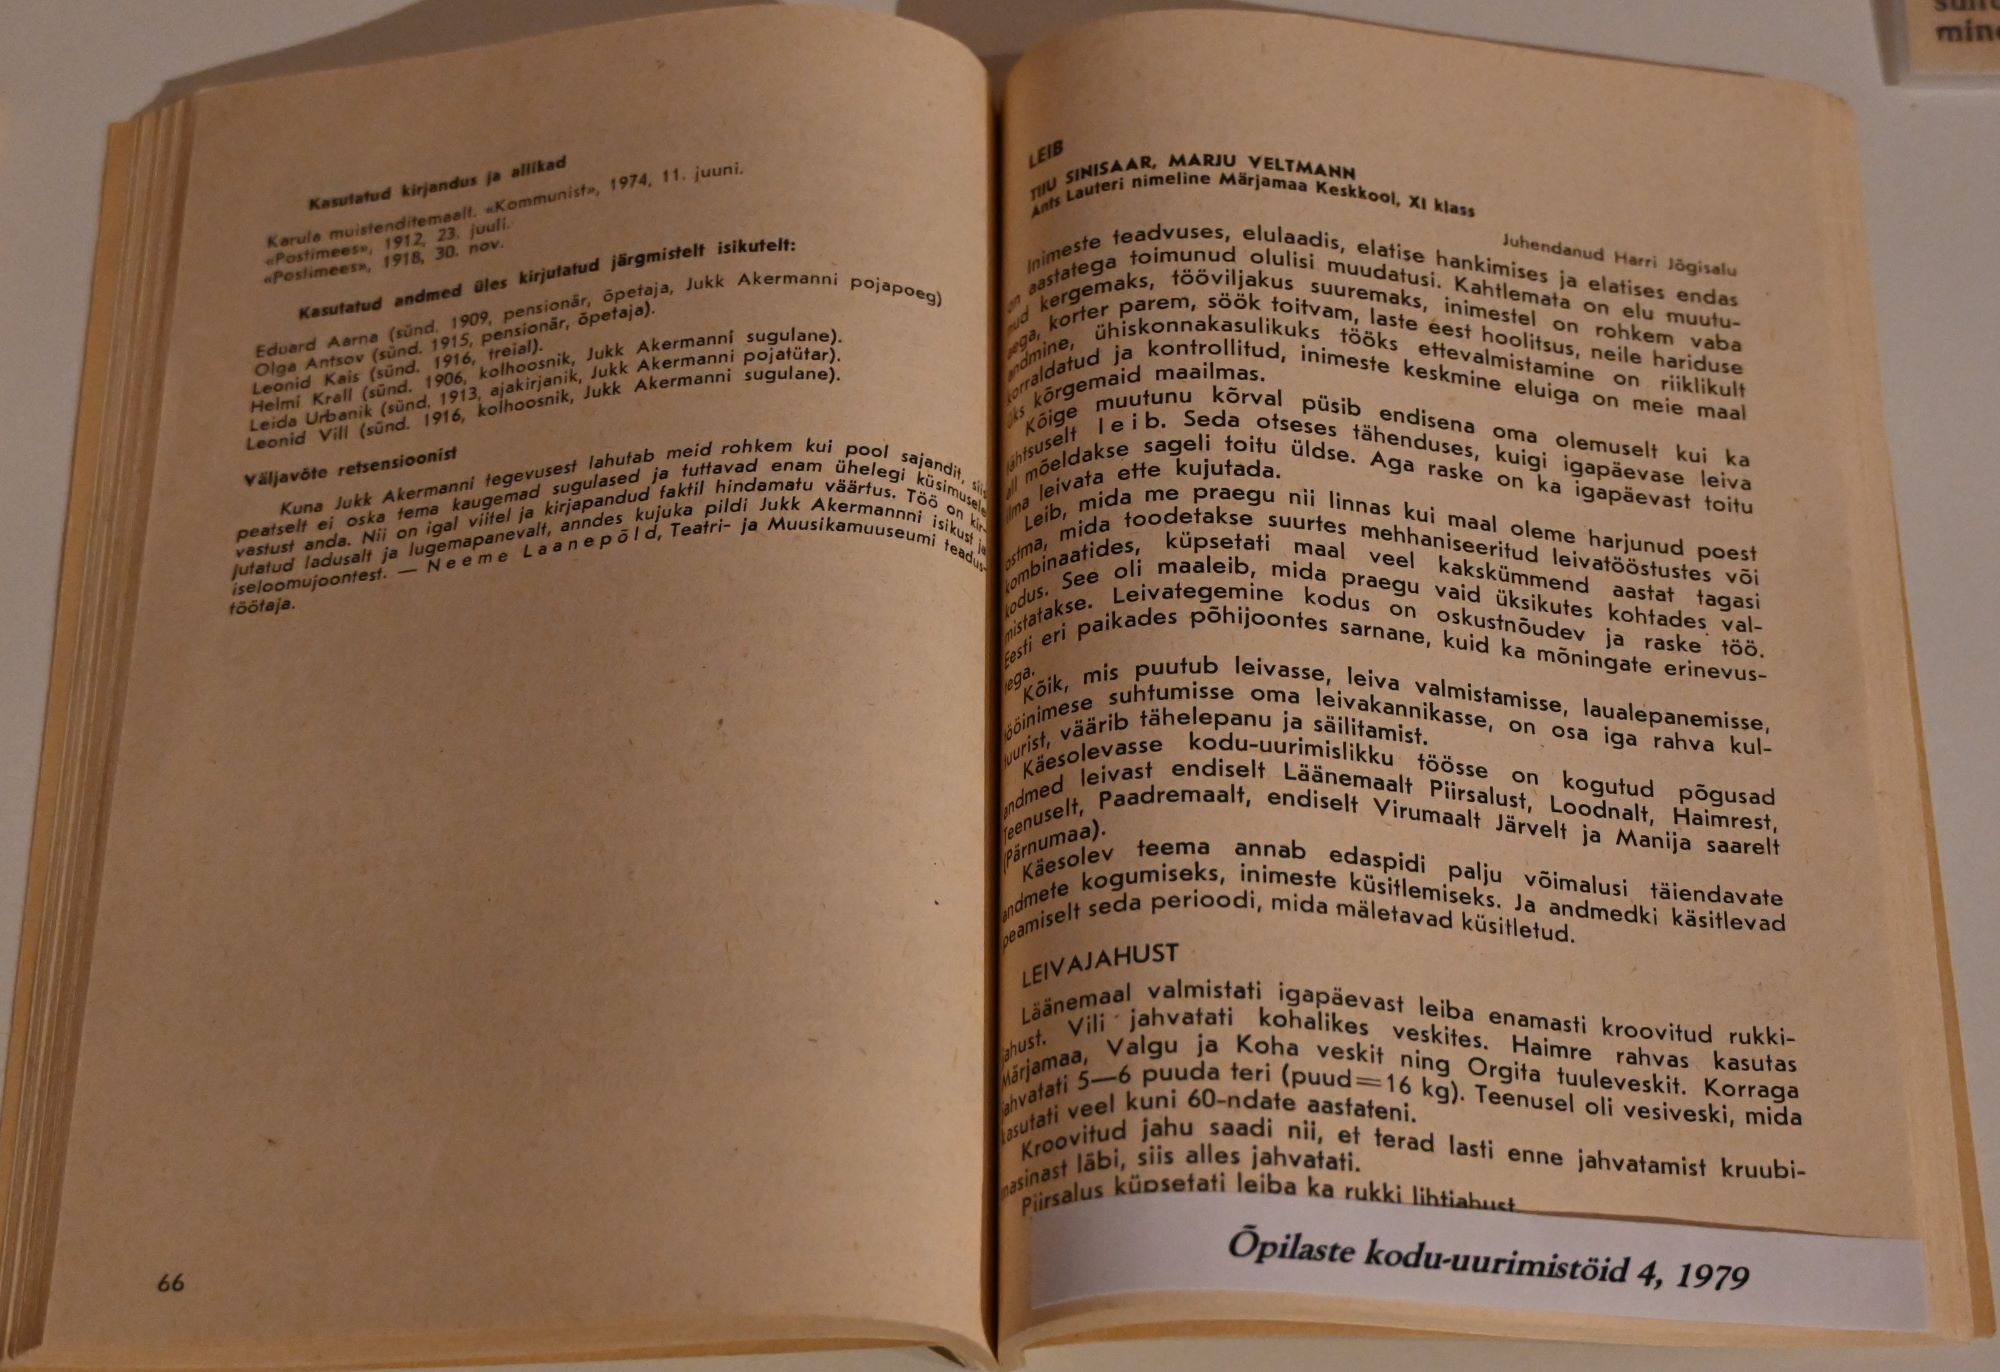 Kasutatud kirjandus ja allikad
Karula muistenditemaalt. «Kommunist», 1974, 11. juuni.
«Postimees», 1912, 23. juuli.
«Postimees», 1918, 30. nov.
Kasutatud andmed üles kirjutatud järgmistelt isikutelt:
Eduard Aarna (sünd. 1909, pensionär, õpetaja, Jukk Akermanni pojapoeg)
Olga Antsov (sünd. 1915, pensionär, õpetaja).
Leonid Kais (sünd. 1916, treial).
Helmi Krall (sünd. 1906, kolhoosnik, Jukk Akermanni sugulane).
Leida Urbanik (sünd. 1913, ajakirjanik, Jukk Akermanni pojatütar).
Leonid Vill (sünd. 1916, kolhoosnik, Jukk Akermanni sugulane).
Väljavõte retsensioonist
Kuna Jukk Akermanni tegevusest lahutab meid rohkem kui pool sajandit, siis
peatselt ei oska tema kaugemad sugulased ja tuttavad enam ühelegi küsimusele
vastust anda. Nii on igal viitel ja kirjapandud faktil hindamatu väärtus. Töö on kir-
jutatud ladusalt ja lugemapanevalt, anndes kujuka pildi Jukk Akermannni isikust ja
iseloomujoontest. — Neeme Laanepõld, Teatri- ja Muusikamuuseumi teadus-
töötaja.
66
LEIB
TIIU SINISAAR, MARJU VELTMANN
Ants Lauteri nimeline Märjamaa Keskkool, XI klass
Juhendanud Harri Jõgisalu
Inimeste teadvuses, elulaadis, elatise hankimises ja elatises endas
on aastatega toimunud olulisi muudatusi. Kahtlemata on elu muutu-
nud kergemaks, tööviljakus suuremaks, inimestel on rohkem vaba
aega, korter parem, söök toitvam, laste eest hoolitsus, neile hariduse
andmine, ühiskonnakasulikuks tööks ettevalmistamine on riiklikult
korraldatud ja kontrollitud, inimeste keskmine eluiga on meie maal
üks kõrgemaid maailmas.
Kõige muutunu kõrval püsib endisena oma olemuselt kui ka
tähtsuselt leib. Seda otseses tähenduses, kuigi igapäevase leiva
all mõeldakse sageli toitu üldse. Aga raske on ka igapäevast toitu
ilma leivata ette kujutada.
Leib, mida me praegu nii linnas kui maal oleme harjunud poest
ostma, mida toodetakse suurtes mehhaniseeritud leivatööstustes või
kombinaatides, küpsetati maal veel kakskümmend aastat tagasi
kodus. See oli maaleib, mida praegu vaid üksikutes kohtades val-
mistatakse. Leivategemine kodus on oskustnõudev ja raske töö.
Eesti eri paikades põhijoontes sarnane, kuid ka mõningate erinevus-
tega.
Kõik, mis puutub leivasse, leiva valmistamisse, laualepanemisse,
tööinimese suhtumisse oma leivakannikasse, on osa iga rahva kul-
tuurist, väärib tähelepanu ja säilitamist.
Käesolevasse kodu-uurimislikku töösse on kogutud põgusad
andmed leivast endiselt Läänemaalt Piirsalust, Loodnalt, Haimrest,
Teenuselt, Paadremaalt, endiselt Virumaalt Järvelt ja Manija saarelt
(Pärnumaa).
Käesolev teema annab edaspidi palju võimalusi täiendavate
andmete kogumiseks, inimeste küsitlemiseks. Ja andmedki käsitlevad
peamiselt seda perioodi, mida mäletavad küsitletud.
LEIVAJAHUST
Läänemaal valmistati igapäevast leiba enamasti kroovitud rukki-
jahust. Vili jahvatati kohalikes veskites. Haimre rahvas kasutas
Märjamaa, Valgu ja Koha veskit ning Orgita tuuleveskit. Korraga
jahvatati 5—6 puuda teri (puud=16 kg). Teenusel oli vesiveski, mida
kasutati veel kuni 60-ndate aastateni.
Kroovitud jahu saadi nii, et terad lasti enne jahvatamist kruubi-
masinast läbi, siis alles jahvatati.
Piirsalus küpsetati leiba ka rukki lihtjahust
Õpilaste kodu-uurimistöid 4, 1979